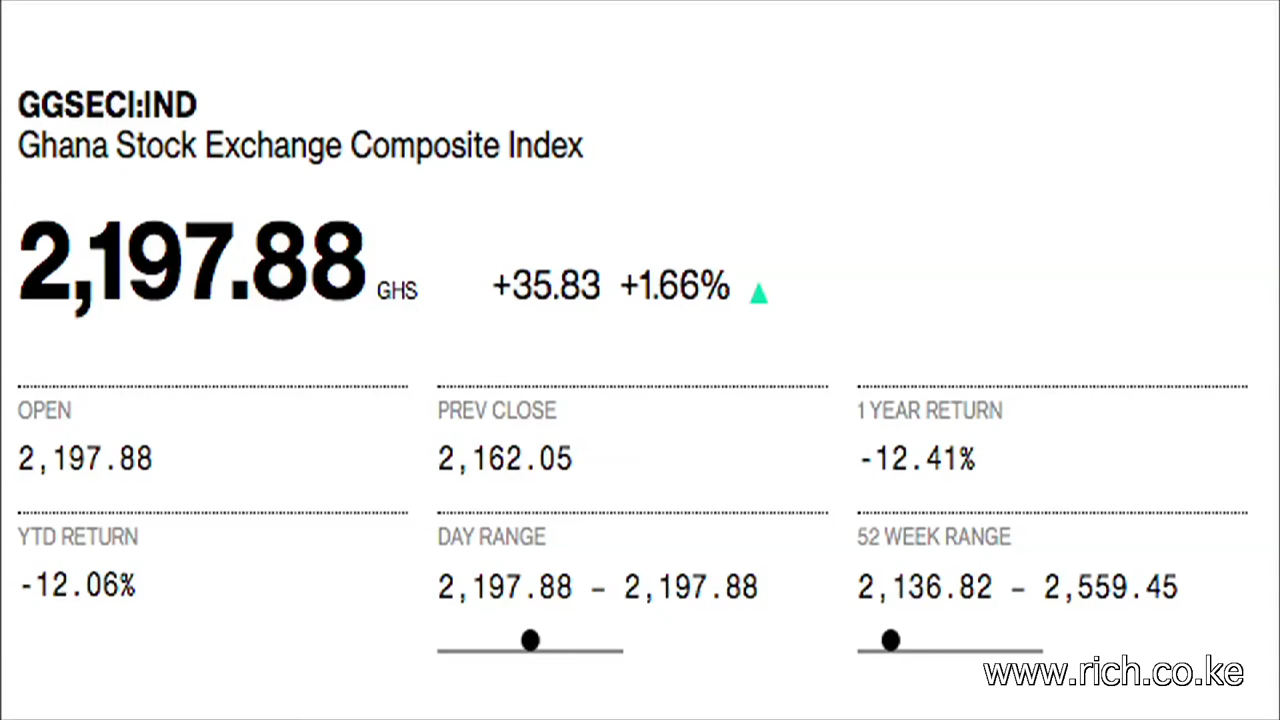 GGSECI:IND
Ghana Stock Exchange Composite Index
2,197.88 GHS +35.83 +1.66%
OPEN PREV CLOSE 1 YEAR RETURN
2,197.88 2,162.05 -12.41%
YTD RETURN DAY RANGE 52 WEEK RANGE
-12.06% 2,197.88 – 2,197.88 2,136.82 – 2,559.45
www.rich.co.ke